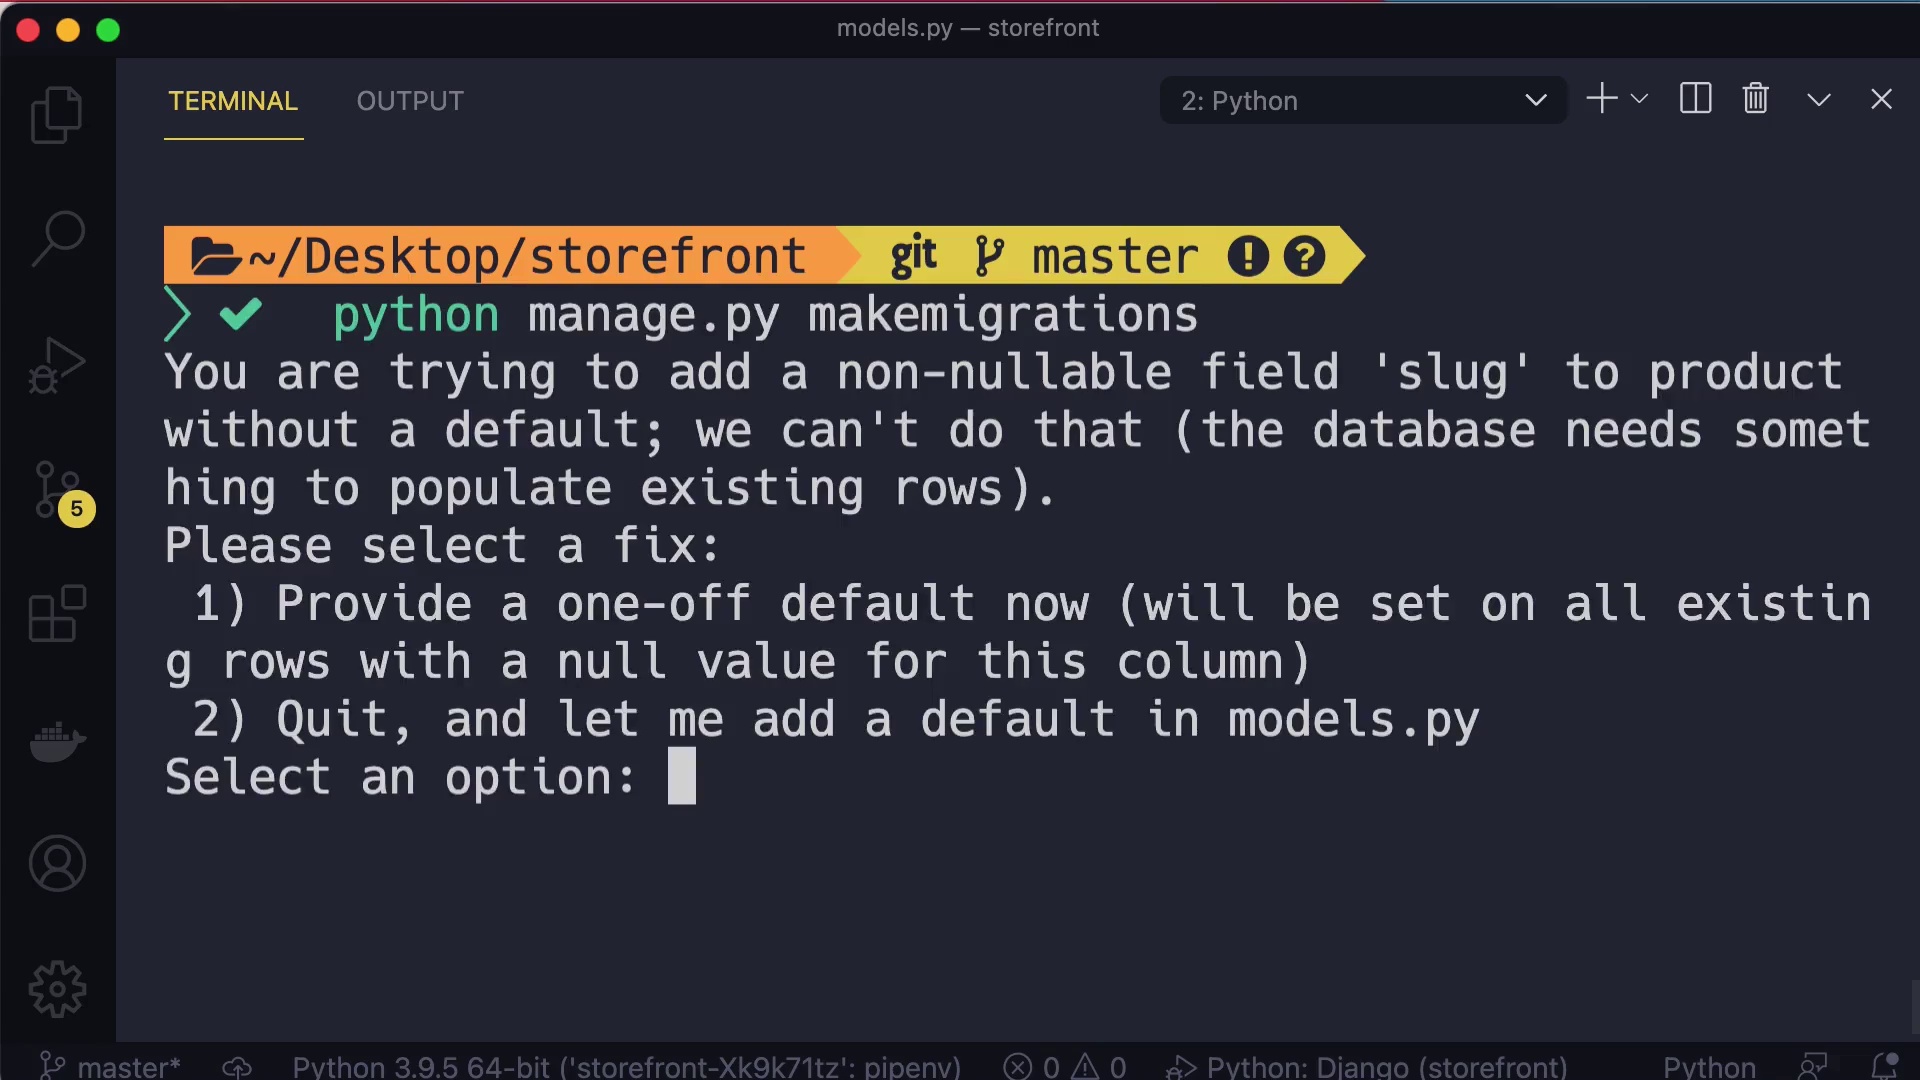 models.py — storefront
TERMINAL OUTPUT 2: Python
~/Desktop/storefront git master
python manage.py makemigrations
You are trying to add a non-nullable field 'slug' to product
without a default; we can't do that (the database needs somet
hing to populate existing rows).
Please select a fix:
1) Provide a one-off default now (will be set on all existin
g rows with a null value for this column)
2) Quit, and let me add a default in models.py
Select an option:
5
master* Python 3.9.5 64-bit ('storefront-Xk9k71tz': pipenv) 0 0 Python: Django (storefront) Python